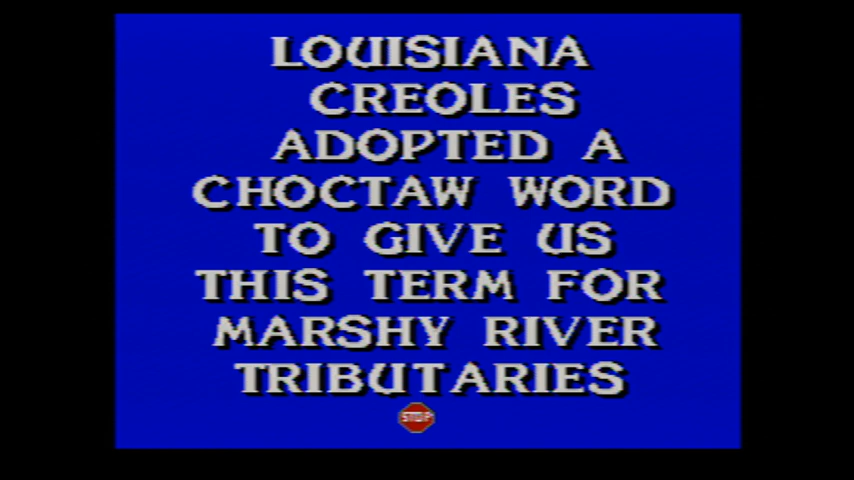 LOUISIANA
CREOLES
ADOPTED A
CHOCTAW WORD
TO GIVE US
THIS TERM FOR
MARSHY RIVER
TRIBUTARIES
STOP